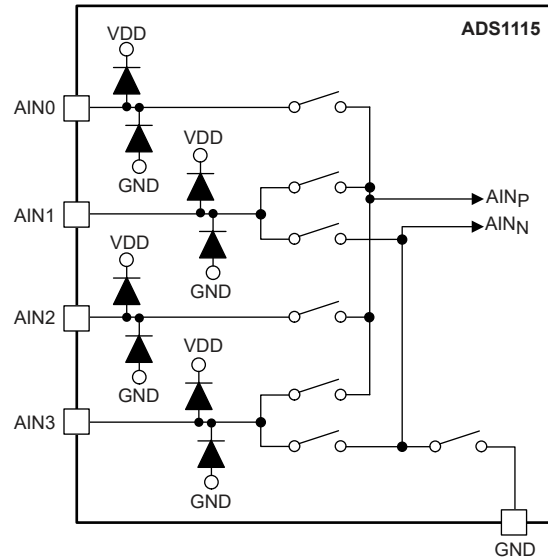 ADS1115
VDD
AIN0
GND
VDD
AIN1
GND
AINP
AINN
VDD
AIN2
GND
VDD
AIN3
GND
GND